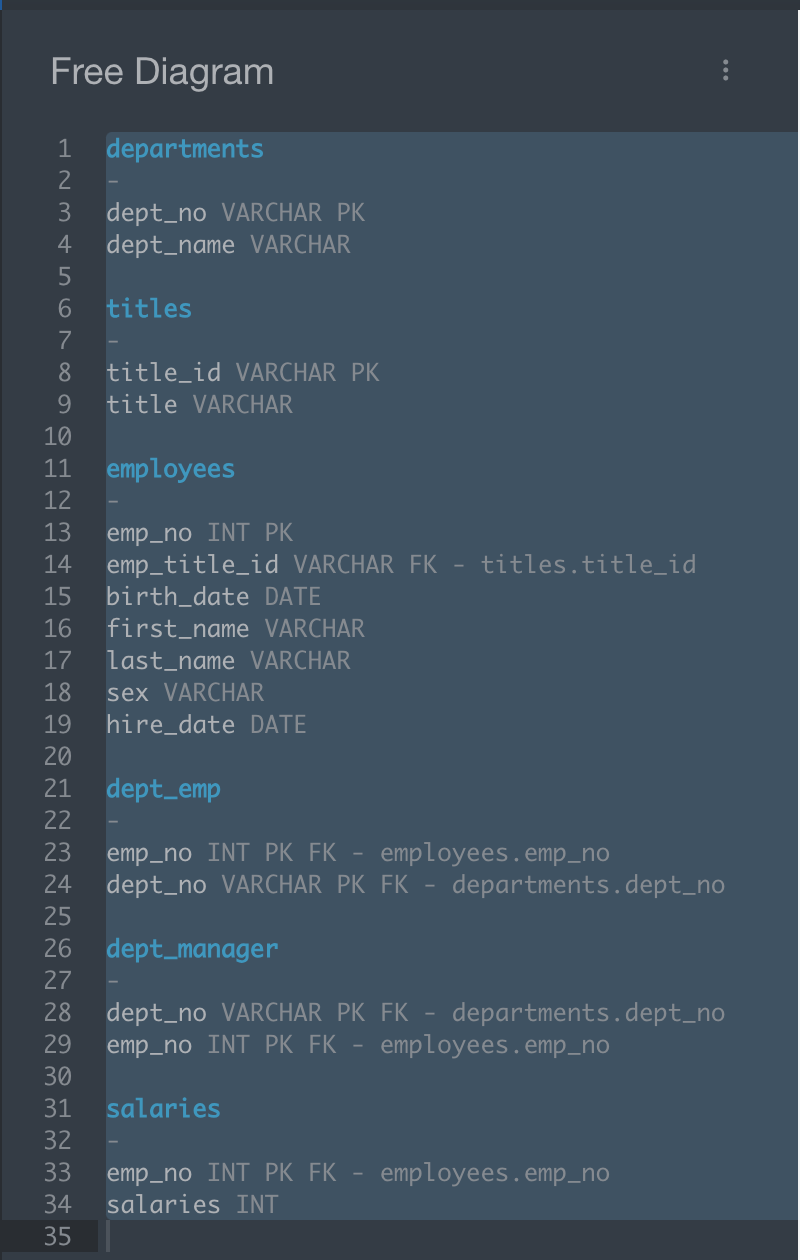 Free Diagram
1 departments
2 -
3 dept_no VARCHAR PK
4 dept_name VARCHAR
5
6 titles
7 -
8 title_id VARCHAR PK
9 title VARCHAR
10
11 employees
12 -
13 emp_no INT PK
14 emp_title_id VARCHAR FK - titles.title_id
15 birth_date DATE
16 first_name VARCHAR
17 last_name VARCHAR
18 sex VARCHAR
19 hire_date DATE
20
21 dept_emp
22 -
23 emp_no INT PK FK - employees.emp_no
24 dept_no VARCHAR PK FK - departments.dept_no
25
26 dept_manager
27 -
28 dept_no VARCHAR PK FK - departments.dept_no
29 emp_no INT PK FK - employees.emp_no
30
31 salaries
32 -
33 emp_no INT PK FK - employees.emp_no
34 salaries INT
35